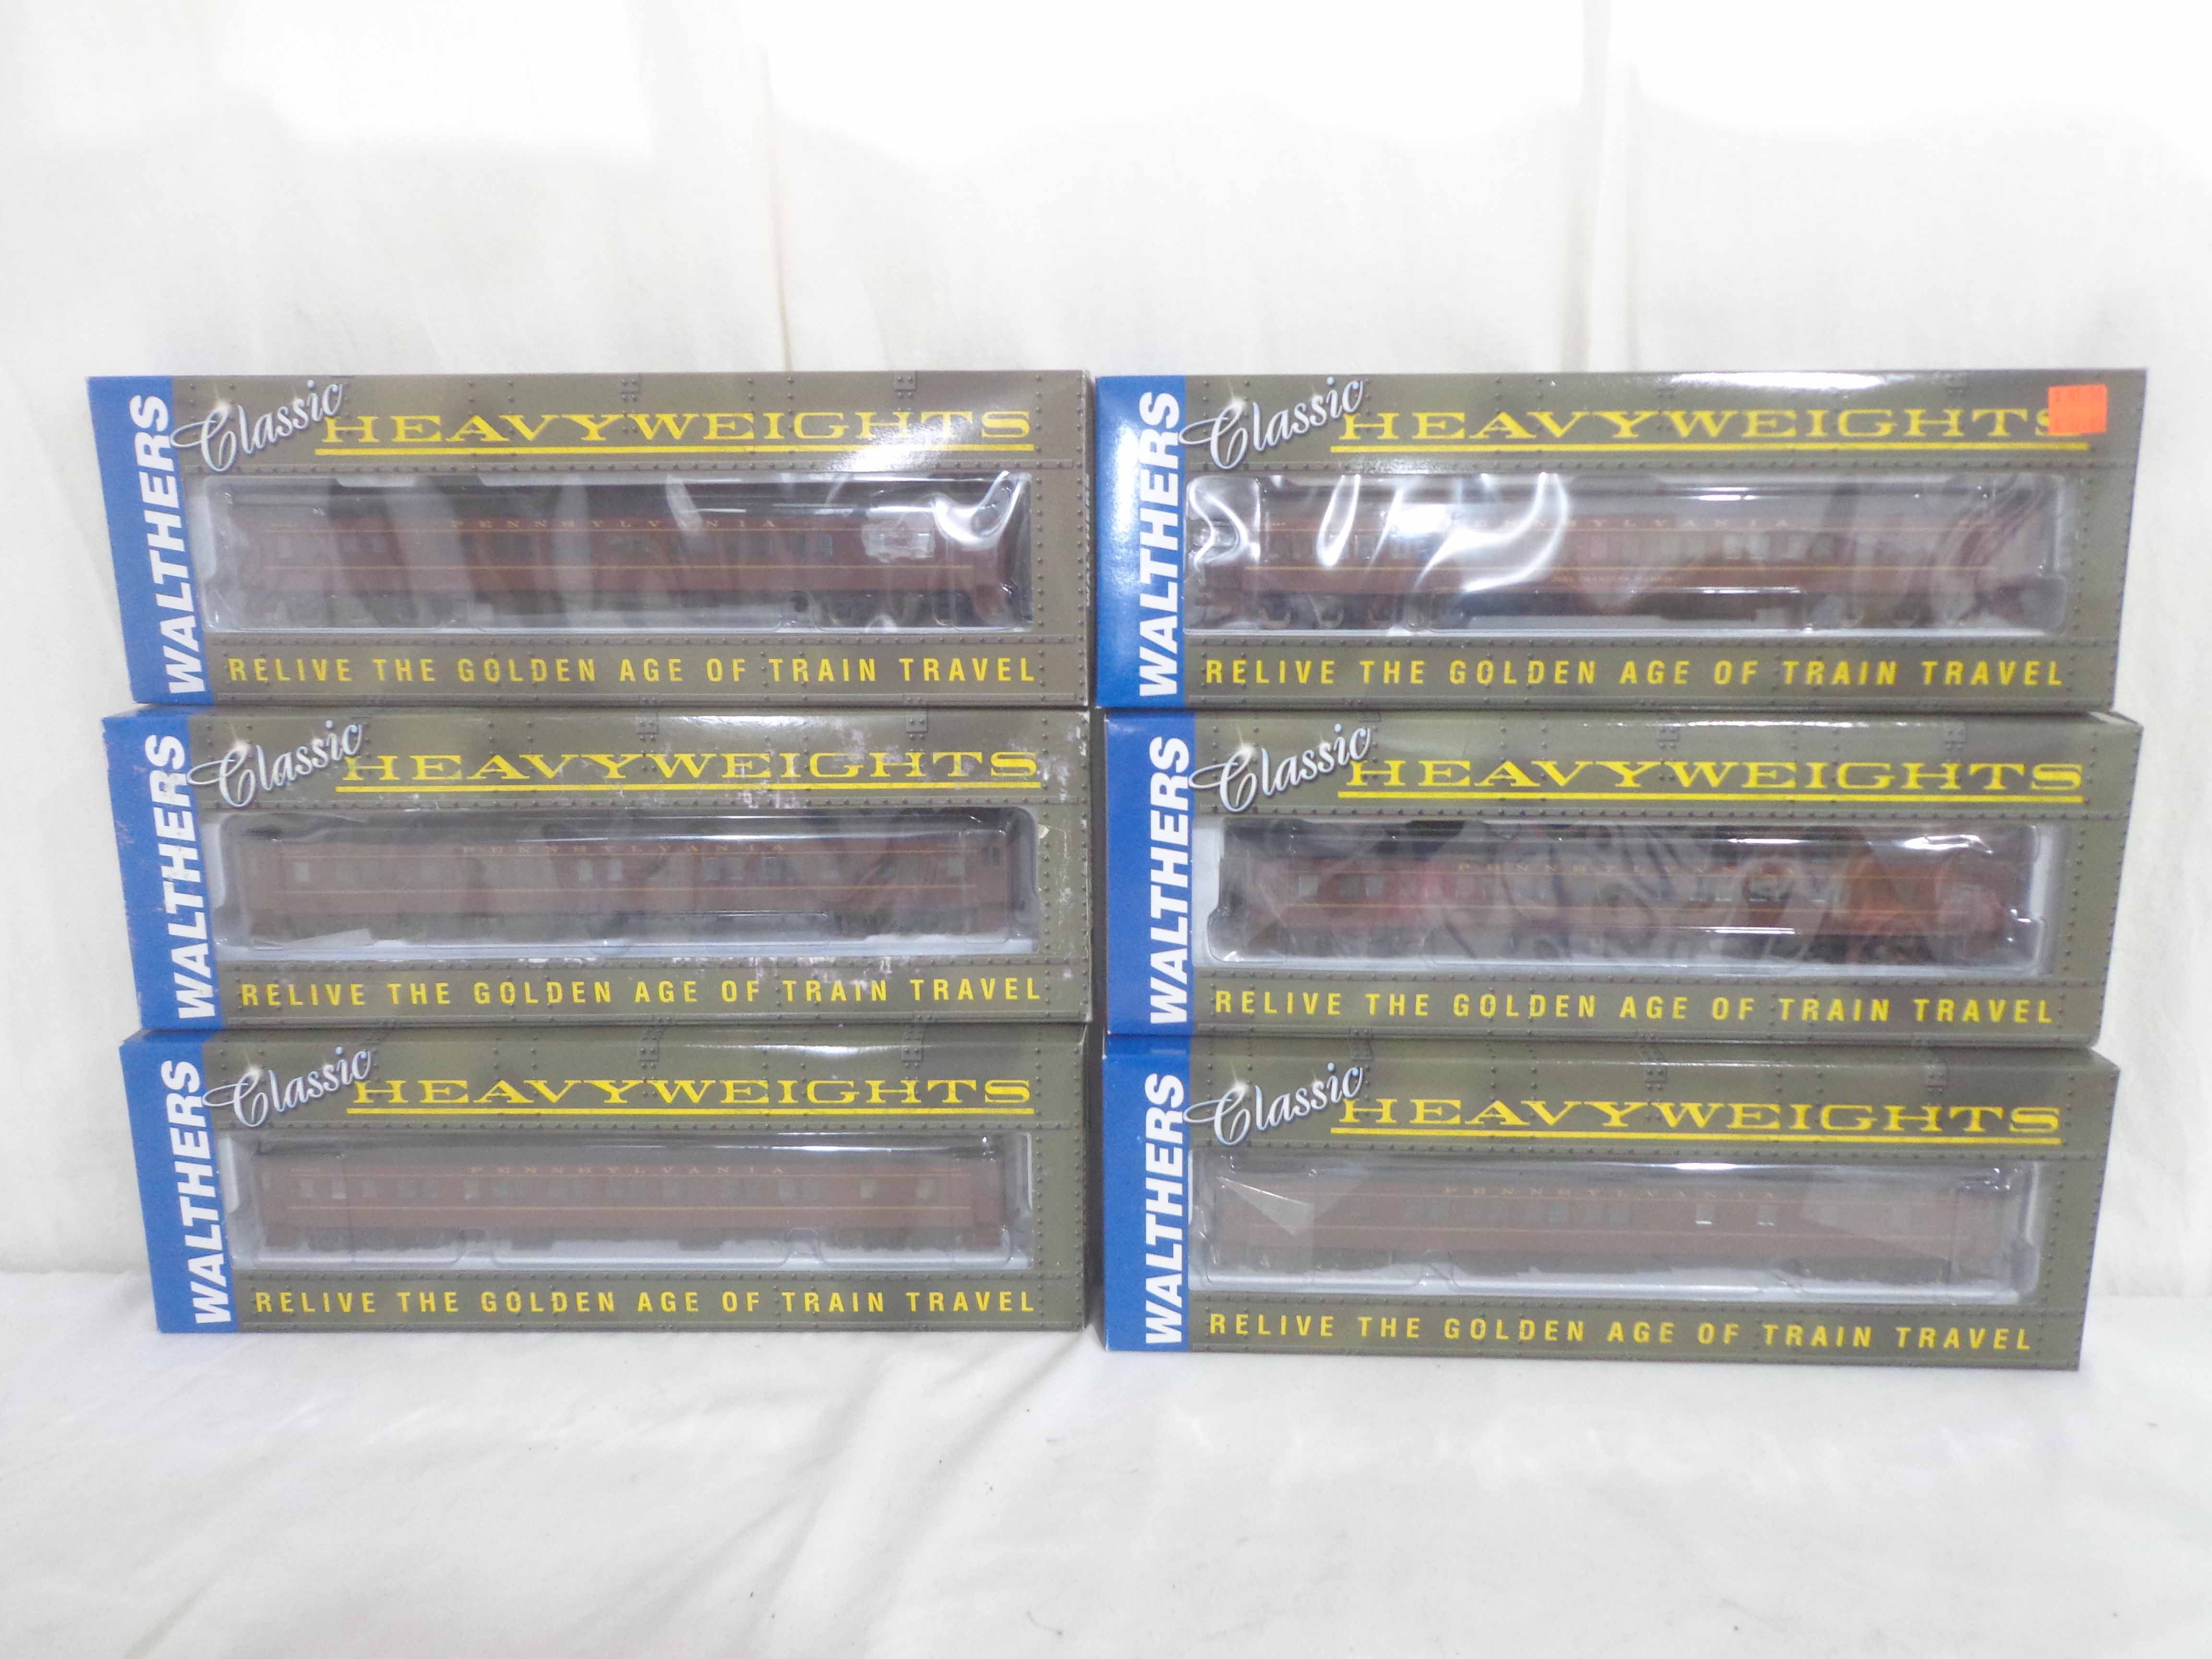 WALTHERS
Classic HEAVYWEIGHTS
PENNSYLVANIA
RELIVE THE GOLDEN AGE OF TRAIN TRAVEL
WALTHERS
Classic HEAVYWEIGHTS
PENNSYLVANIA
RELIVE THE GOLDEN AGE OF TRAIN TRAVEL
WALTHERS
Classic HEAVYWEIGHTS
PENNSYLVANIA
RELIVE THE GOLDEN AGE OF TRAIN TRAVEL
WALTHERS
Classic HEAVYWEIGHTS
PENNSYLVANIA
RELIVE THE GOLDEN AGE OF TRAIN TRAVEL
WALTHERS
Classic HEAVYWEIGHTS
PENNSYLVANIA
RELIVE THE GOLDEN AGE OF TRAIN TRAVEL
WALTHERS
Classic HEAVYWEIGHTS
PENNSYLVANIA
RELIVE THE GOLDEN AGE OF TRAIN TRAVEL